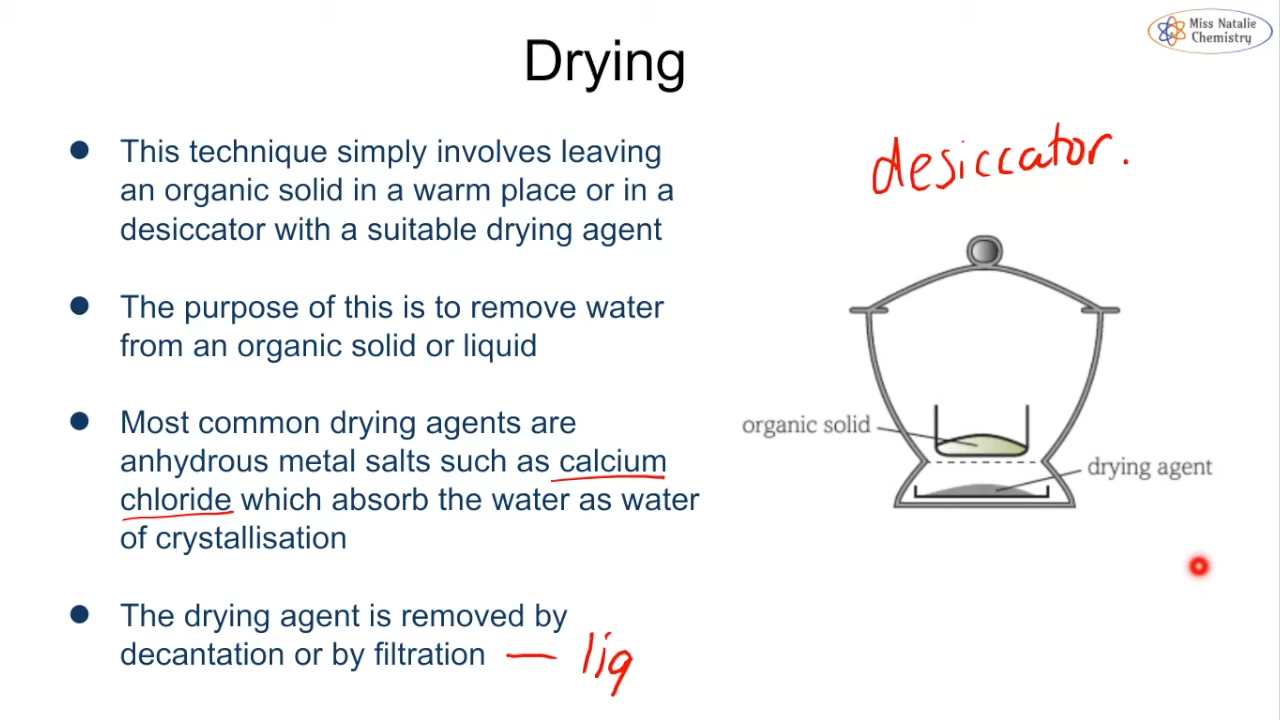 Miss Natalie
Chemistry
Drying
desiccator.
● This technique simply involves leaving
an organic solid in a warm place or in a
desiccator with a suitable drying agent
● The purpose of this is to remove water
from an organic solid or liquid
● Most common drying agents are
anhydrous metal salts such as calcium
chloride which absorb the water as water
of crystallisation
● The drying agent is removed by
decantation or by filtration — liq
organic solid
drying agent